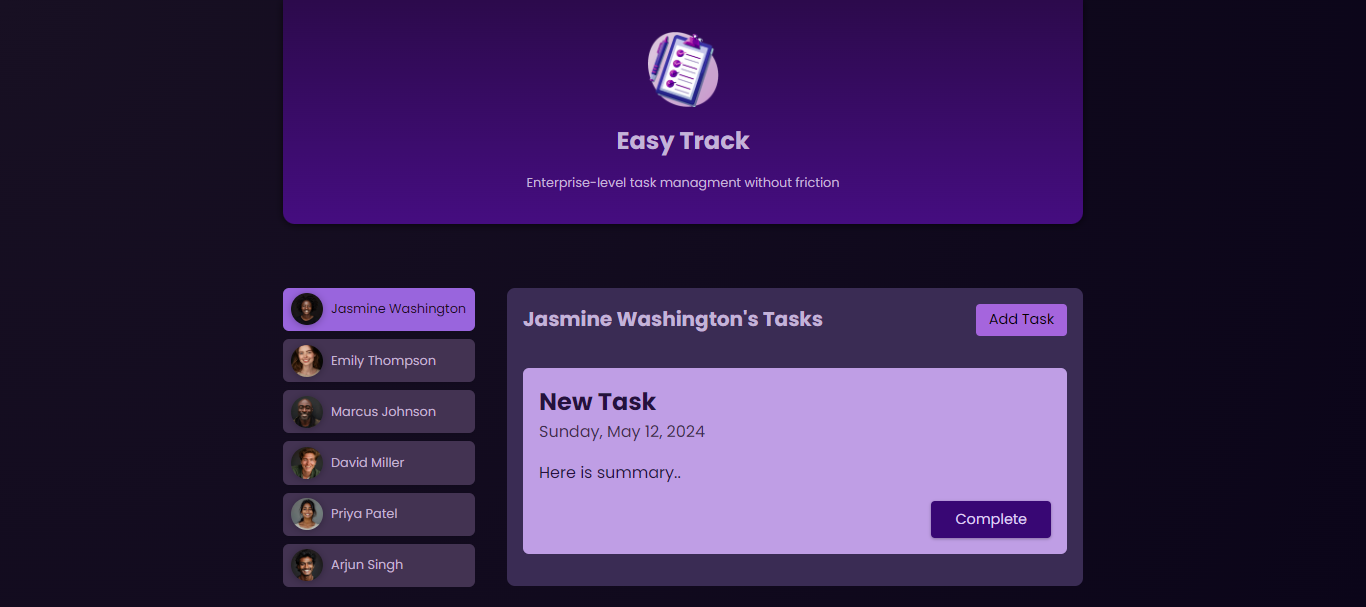 Easy Track
Enterprise-level task managment without friction
Jasmine Washington
Emily Thompson
Marcus Johnson
David Miller
Priya Patel
Arjun Singh
Jasmine Washington's Tasks
Add Task
New Task
Sunday, May 12, 2024
Here is summary..
Complete